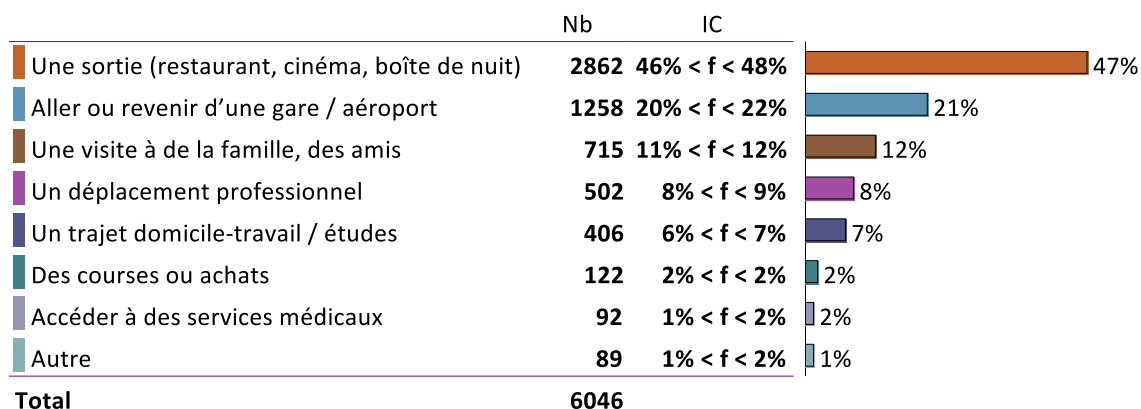 Nb IC
Une sortie (restaurant, cinéma, boîte de nuit) 2862 46% < f < 48% 47%
Aller ou revenir d’une gare / aéroport 1258 20% < f < 22% 21%
Une visite à de la famille, des amis 715 11% < f < 12% 12%
Un déplacement professionnel 502 8% < f < 9% 8%
Un trajet domicile-travail / études 406 6% < f < 7% 7%
Des courses ou achats 122 2% < f < 2% 2%
Accéder à des services médicaux 92 1% < f < 2% 2%
Autre 89 1% < f < 2% 1%
Total 6046